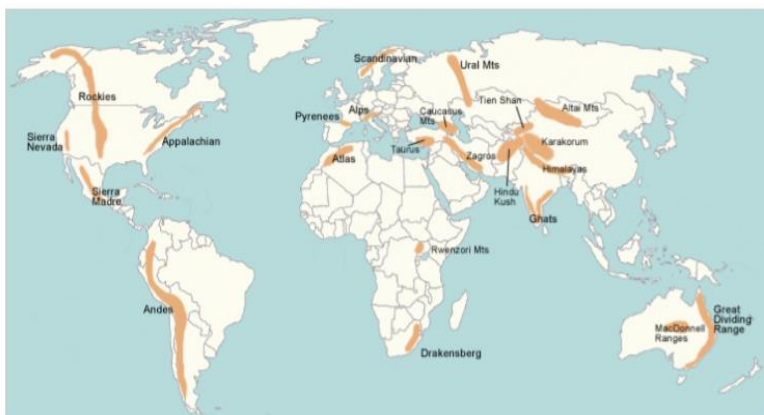 Scandinavian
Ural Mts
Rockies
Tien Shan
Altai Mts
Pyrenees
Alps
Caucasus
Mts
Sierra
Nevada
Appalachian
Taurus
Karakorum
Atlas
Zagros
Himalayas
Sierra
Madre
Hindu
Kush
Ghats
Rwenzori Mts
Andes
Great
Dividing
Range
MacDonnell
Ranges
Drakensberg